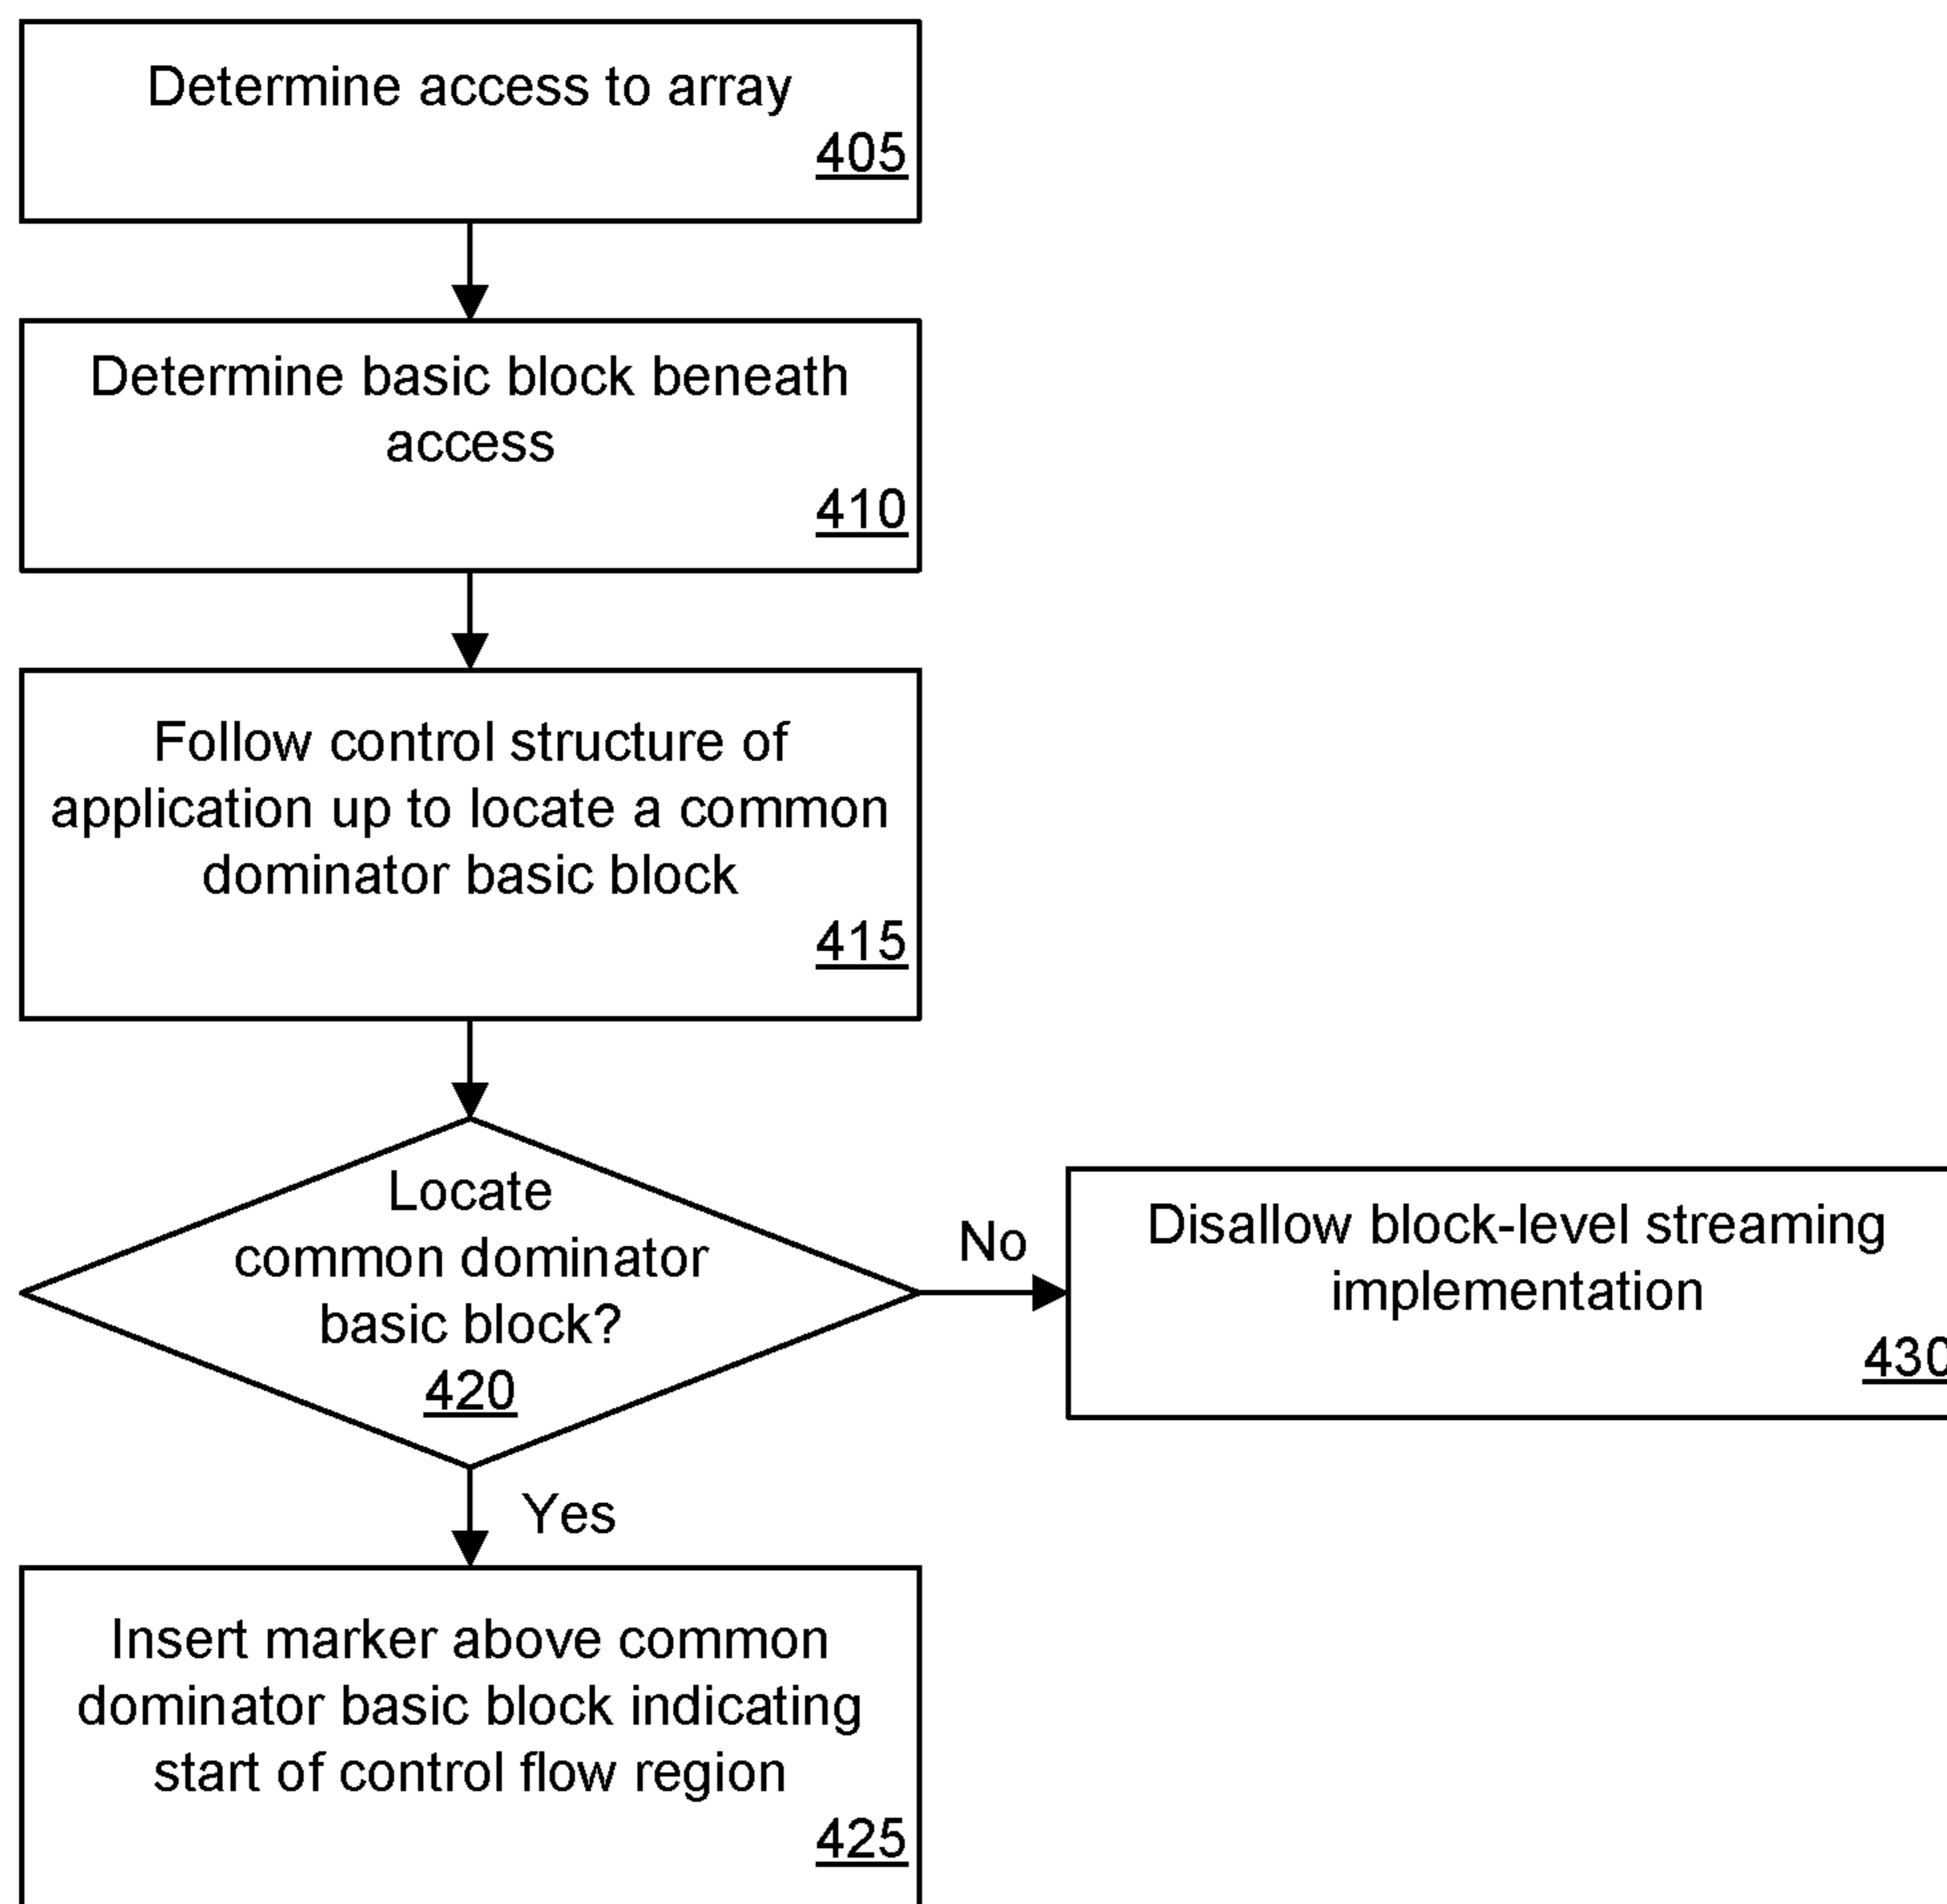 Determine access to array
405
Determine basic block beneath
access
410
Follow control structure of
application up to locate a common
dominator basic block
415
Locate
common dominator
basic block?
420
No
Disallow block-level streaming
implementation
430
Yes
Insert marker above common
dominator basic block indicating
start of control flow region
425